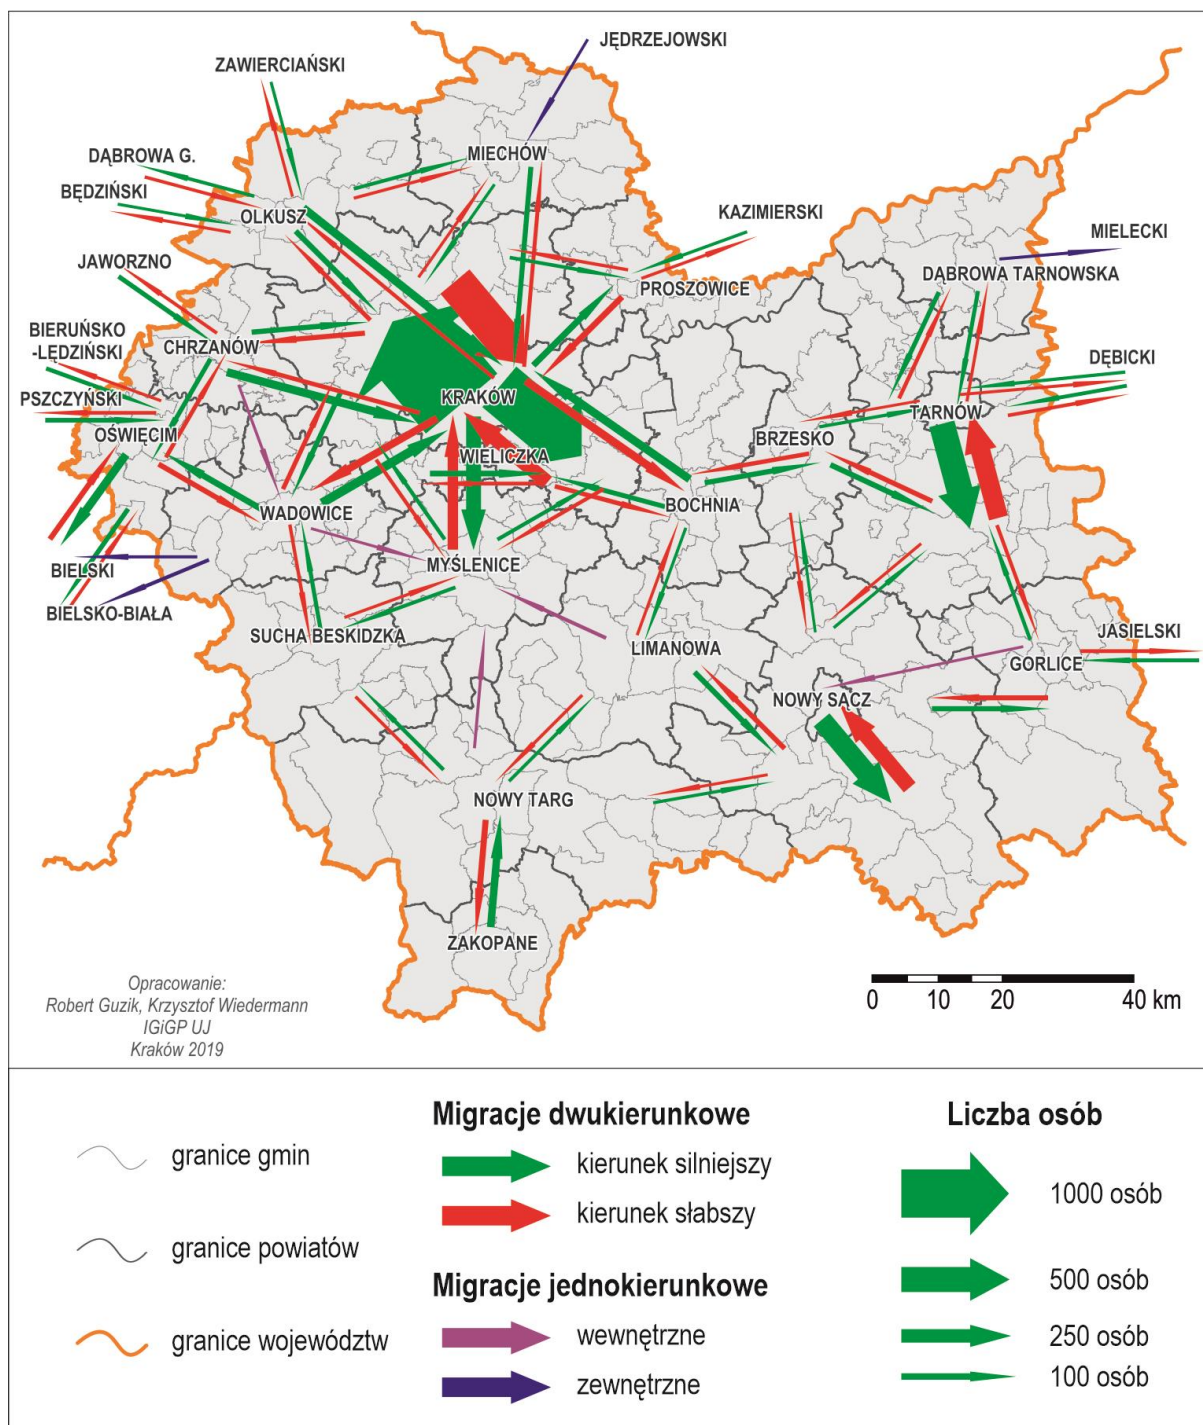 JĘDRZEJOWSKI
ZAWIERCIAŃSKI
DĄBROWA G.
MIECHÓW
BĘDZIŃSKI
OLKUSZ
KAZIMIERSKI
MIELECKI
JAWORZNO
DĄBROWA TARNOWSKA
PROSZOWICE
BIERUŃSKO
-LĘDZIŃSKI
CHRZANÓW
DĘBICKI
PSZCZYŃSKI
KRAKÓW
TARNÓW
OŚWIĘCIM
BRZESKO
WIELICZKA
WADOWICE
BOCHNIA
BIELSKI
MYŚLENICE
BIELSKO-BIAŁA
SUCHA BESKIDZKA
JASIELSKI
LIMANOWA
GORLICE
NOWY SĄCZ
NOWY TARG
ZAKOPANE
Opracowanie:
Robert Guzik, Krzysztof Wiedermann
IGiGP UJ
Kraków 2019
0 10 20 40 km
granice gmin
granice powiatów
granice województw
Migracje dwukierunkowe
kierunek silniejszy
kierunek słabszy
Migracje jednokierunkowe
wewnętrzne
zewnętrzne
Liczba osób
1000 osób
500 osób
250 osób
100 osób